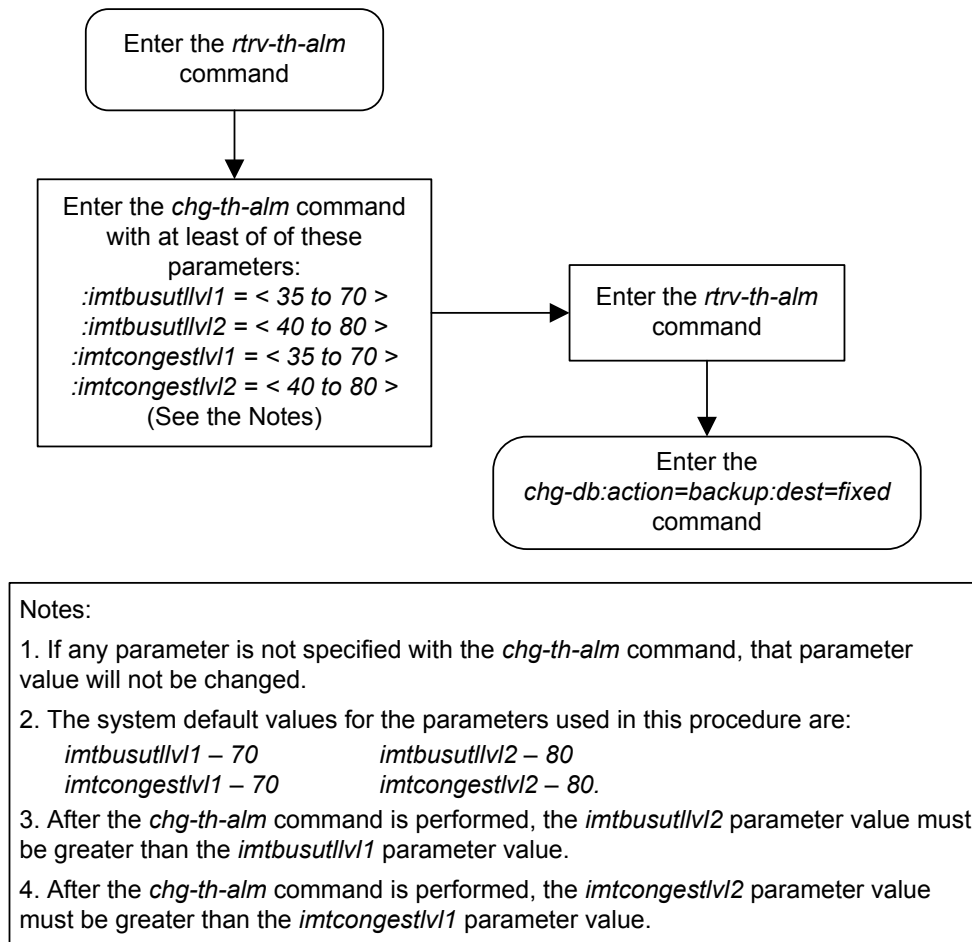 Enter the rtrv-th-alm
command
Enter the chg-th-alm command
with at least of of these
parameters:
:imtbusutllvl1 = < 35 to 70 >
:imtbusutllvl2 = < 40 to 80 >
:imtcongestlvl1 = < 35 to 70 >
:imtcongestlvl2 = < 40 to 80 >
(See the Notes)
Enter the rtrv-th-alm
command
Enter the
chg-db:action=backup:dest=fixed
command
Notes:
1. If any parameter is not specified with the chg-th-alm command, that parameter
value will not be changed.
2. The system default values for the parameters used in this procedure are:
imtbusutllvl1 – 70 imtbusutllvl2 – 80
imtcongestlvl1 – 70 imtcongestlvl2 – 80.
3. After the chg-th-alm command is performed, the imtbusutllvl2 parameter value must
be greater than the imtbusutllvl1 parameter value.
4. After the chg-th-alm command is performed, the imtcongestlvl2 parameter value
must be greater than the imtcongestlvl1 parameter value.